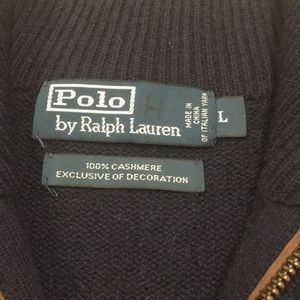 Polo
by Ralph Lauren
MADE IN
CHINA
OF ITALIAN YARN
L
100% CASHMERE
EXCLUSIVE OF DECORATION